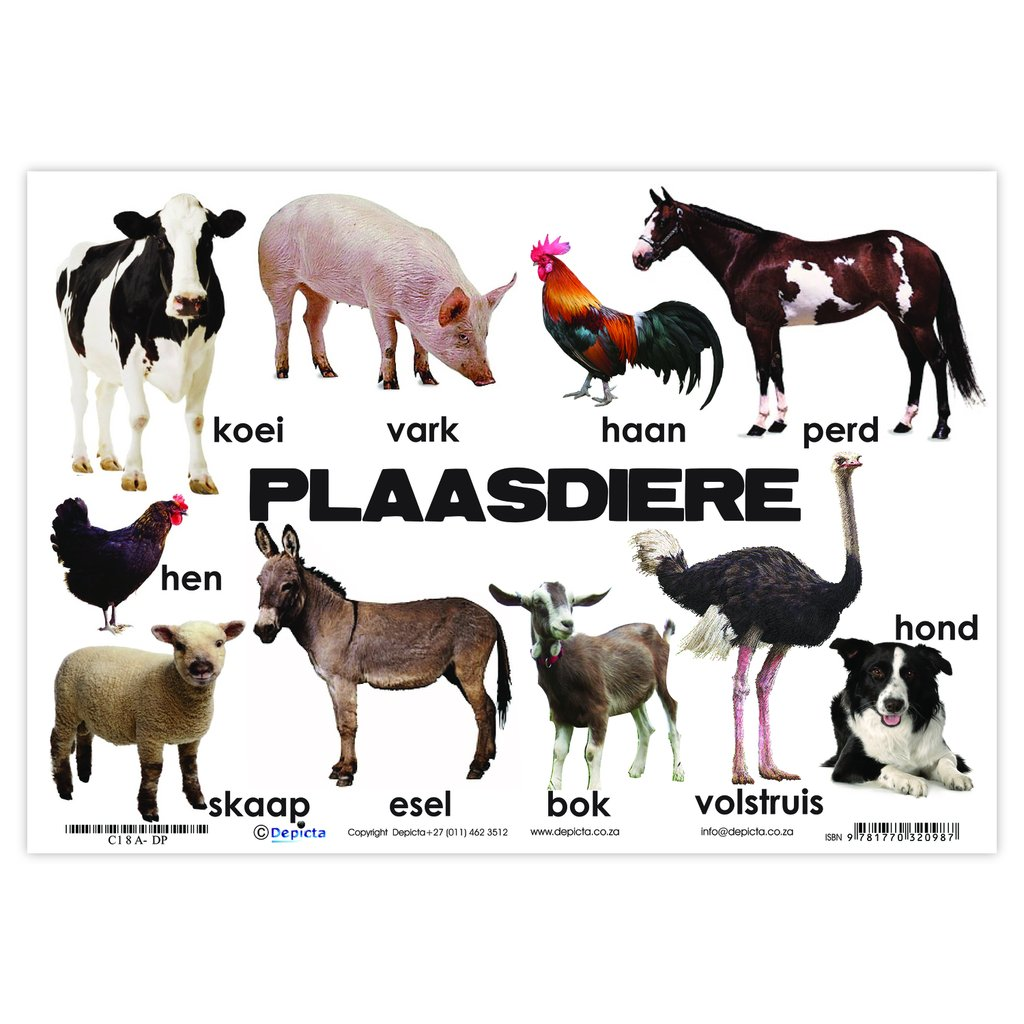 koei vark haan perd
PLAASDIERE
hen
hond
skaap esel bok volstruis
C18A-DP
©Depicta
Copyright Depicta+27 (011) 462 3512
www.depicta.co.za
info@depicta.co.za
ISBN 9 781770 320987